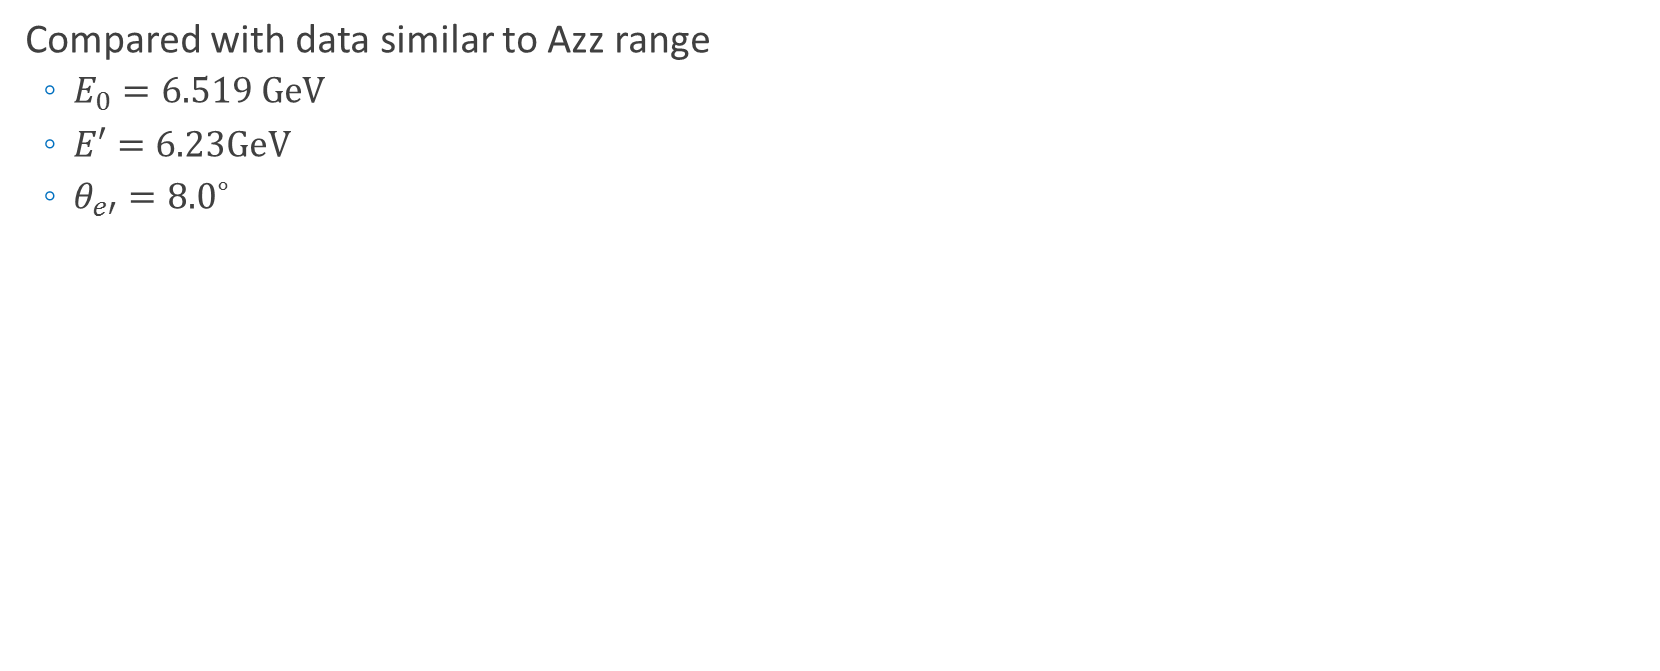 Compared with data similar to Azz range
◦ E₀ = 6.519 GeV
◦ E′ = 6.23GeV
◦ θₑ′ = 8.0°